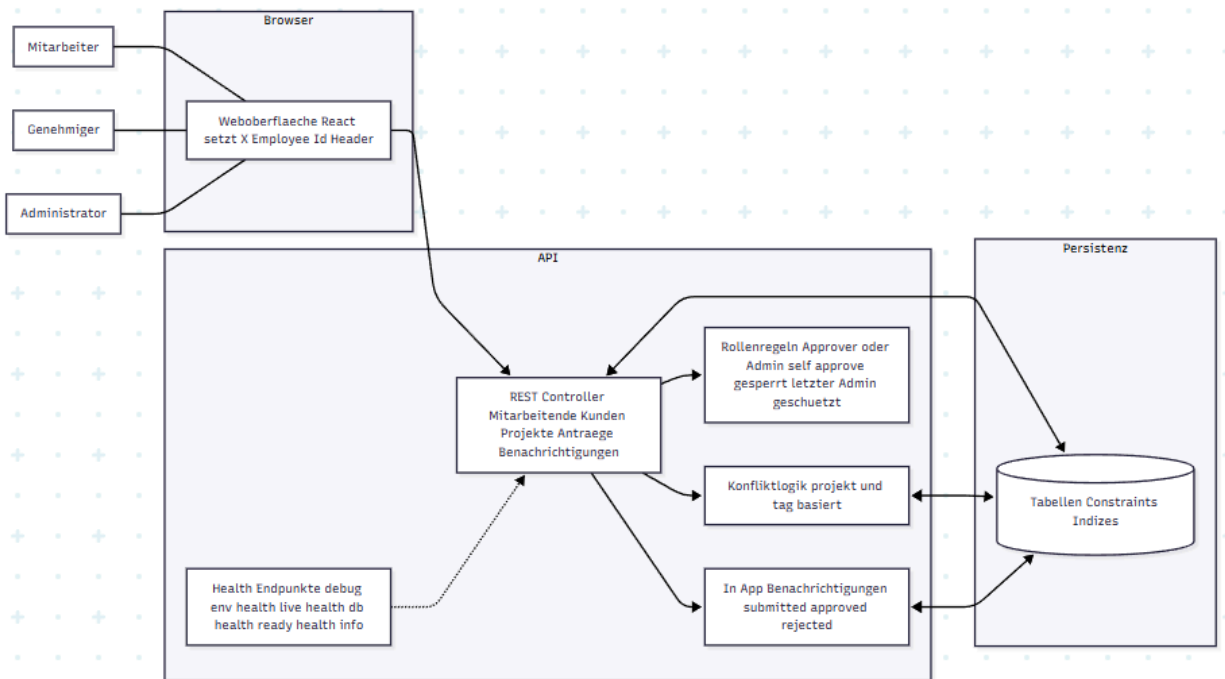 Browser
Mitarbeiter
Weboberflaeche React
setzt X Employee Id Header
Genehmiger
Administrator
API
Persistenz
Rollenregeln Approver oder
Admin self approve
gesperrt letzter Admin
geschuetzt
REST Controller
Mitarbeitende Kunden
Projekte Antraege
Benachrichtigungen
Konfliktlogik projekt und
tag basiert
Tabellen Constraints
Indizes
Health Endpunkte debug
env health live health db
health ready health info
In App Benachrichtigungen
submitted approved
rejected